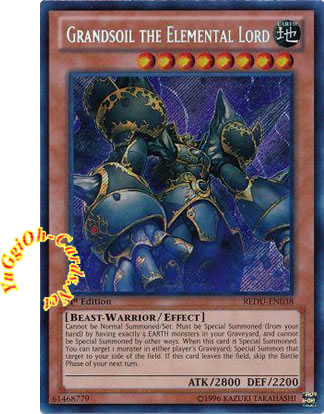 GRANDSOIL THE ELEMENTAL LORD
EARTH
地
YuGgiOh-Cards.Net
1st Edition
REDU-EN038
[BEAST-WARRIOR/EFFECT]
Cannot be Normal Summoned/Set. Must be Special Summoned (from your
hand) by having exactly 5 EARTH monsters in your Graveyard, and cannot
be Special Summoned by other ways. When this card is Special Summoned:
You can target 1 monster in either player's Graveyard; Special Summon that
target to your side of the field. If this card leaves the field, skip the Battle
Phase of your next turn.
ATK/2800 DEF/2200
61468779
©1996 KAZUKI TAKAHASHI